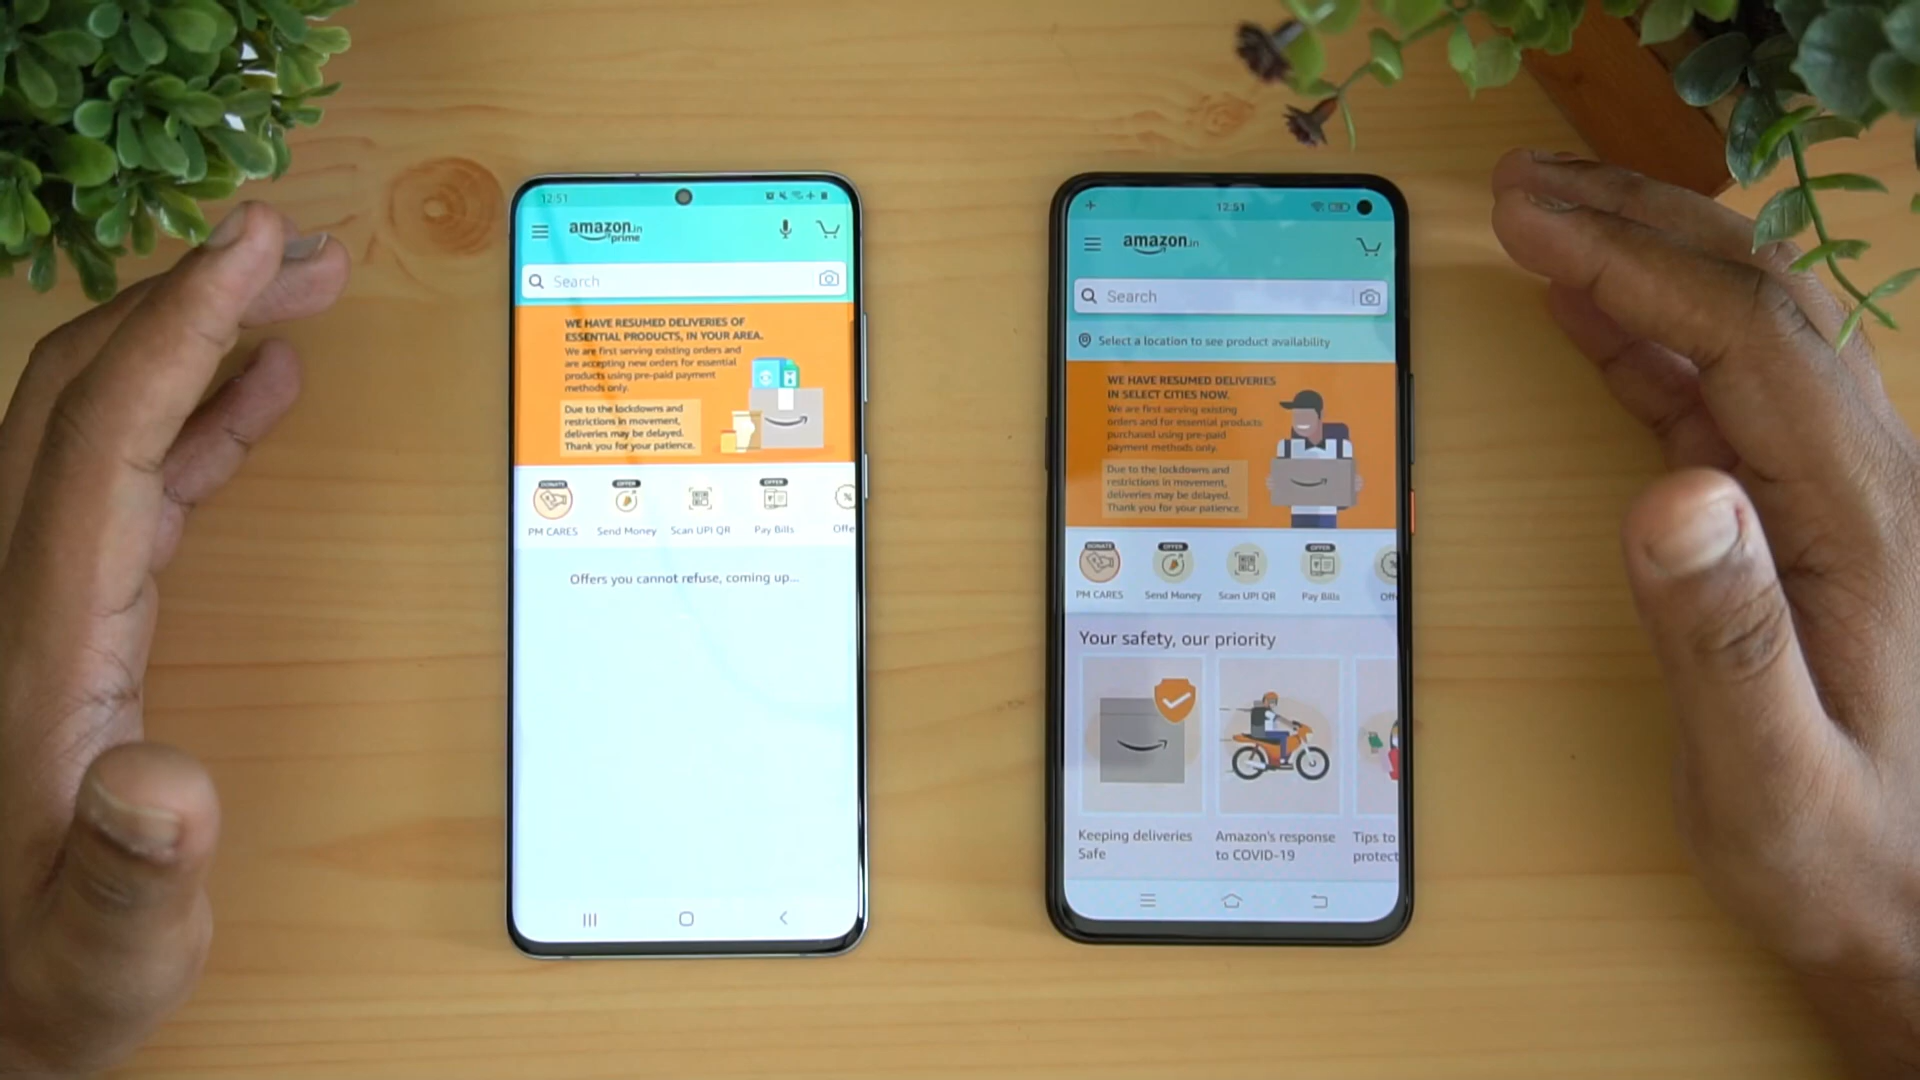 12:51
amazon.in
prime
Search
WE HAVE RESUMED DELIVERIES OF
ESSENTIAL PRODUCTS, IN YOUR AREA.
We are first serving existing orders and
are accepting new orders for essential
products using pre-paid payment
methods only.
Due to the lockdowns and
restrictions in movement,
deliveries may be delayed.
Thank you for your patience.
DONATE
OFFER
OFFER
PM CARES
Send Money
Scan UPI QR
Pay Bills
Offe
Offers you cannot refuse, coming up...
12:51
amazon.in
Search
Select a location to see product availability
WE HAVE RESUMED DELIVERIES
IN SELECT CITIES NOW.
We are first serving existing
orders and for essential products
purchased using pre-paid
payment methods only.
Due to the lockdowns and
restrictions in movement,
deliveries may be delayed.
Thank you for your patience.
DONATE
OFFER
OFFER
PM CARES
Send Money
Scan UPI QR
Pay Bills
Off
Your safety, our priority
Keeping deliveries
Safe
Amazon's response
to COVID-19
Tips to
protect